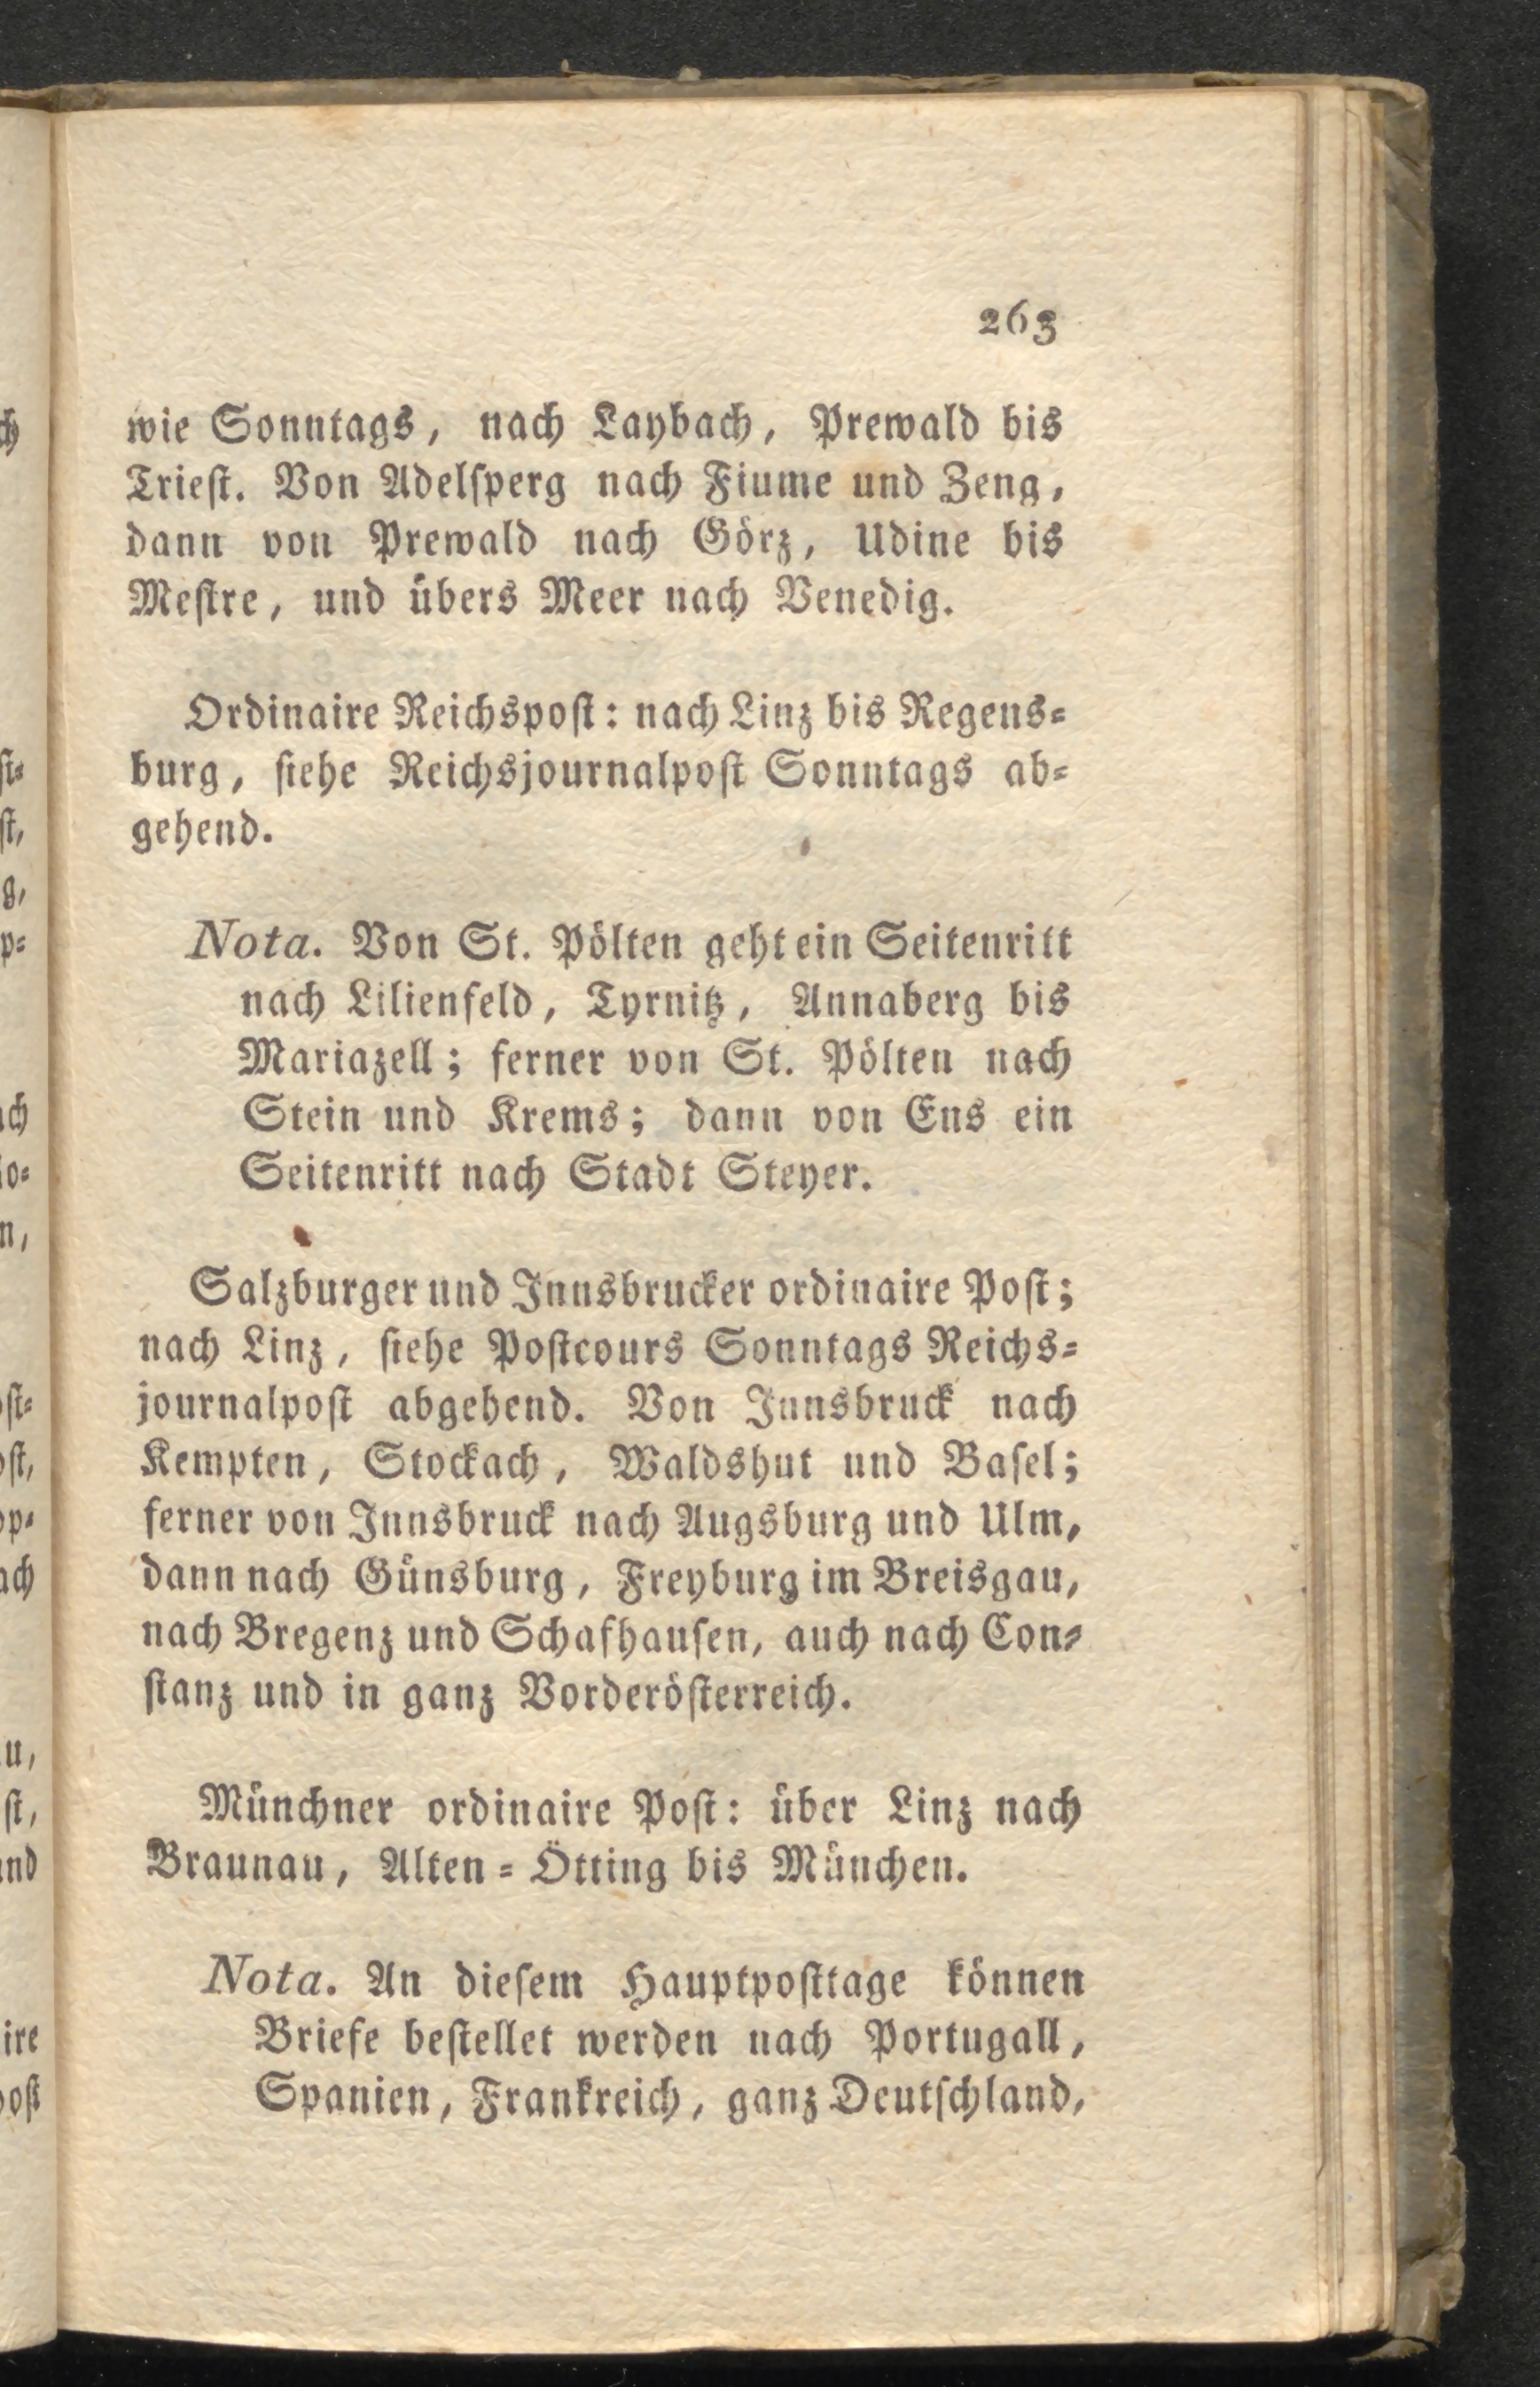 263
wie Sonntags, nach Laybach, Prewald bis
Trieſt. Von Adelſperg nach Fiume und Zeng,
dann von Prewald nach Görz, Udine bis
Meſtre, und übers Meer nach Venedig.
Ordinaire Reichspoſt: nach Linz bis Regens-
burg, ſiehe Reichsjournalpoſt Sonntags ab-
gehend.
Nota. Von St. Pölten geht ein Seitenritt
nach Lilienfeld, Tyrnitz, Annaberg bis
Mariazell; ferner von St. Pölten nach
Stein und Krems; dann von Ens ein
Seitenritt nach Stadt Steyer.
Salzburger und Innsbrucker ordinaire Poſt;
nach Linz, ſiehe Poſtcours Sonntags Reichs-
journalpoſt abgehend. Von Innsbruck nach
Kempten, Stockach, Waldshut und Baſel;
ferner von Innsbruck nach Augsburg und Ulm,
dann nach Günsburg, Freyburg im Breisgau,
nach Bregenz und Schafhauſen, auch nach Con-
ſtanz und in ganz Vorderöſterreich.
Münchner ordinaire Poſt: über Linz nach
Braunau, Alten-Ötting bis München.
Nota. An dieſem Hauptpoſttage können
Briefe beſtellet werden nach Portugall,
Spanien, Frankreich, ganz Deutſchland,